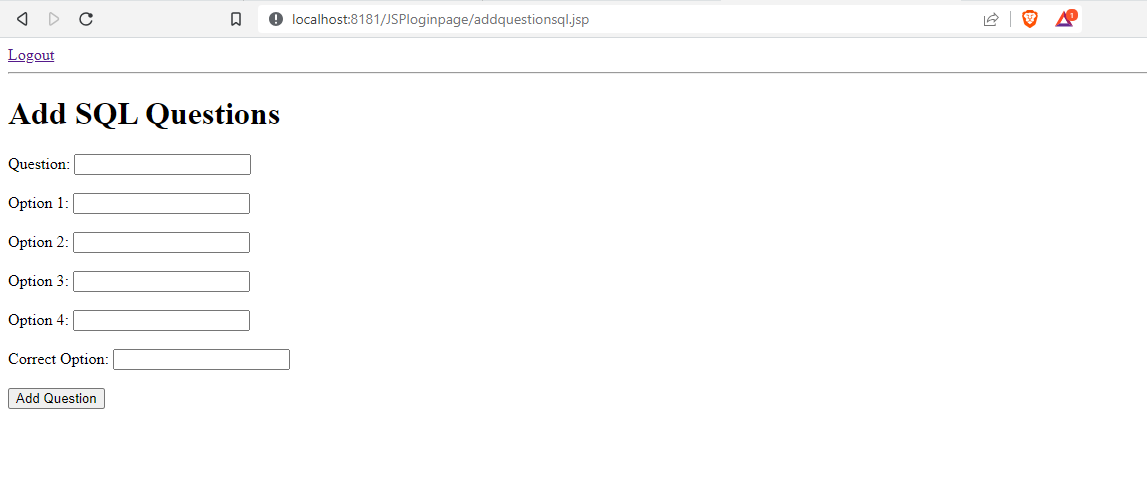 localhost:8181/JSPloginpage/addquestionsql.jsp
1
Logout
Add SQL Questions
Question:
Option 1:
Option 2:
Option 3:
Option 4:
Correct Option:
Add Question